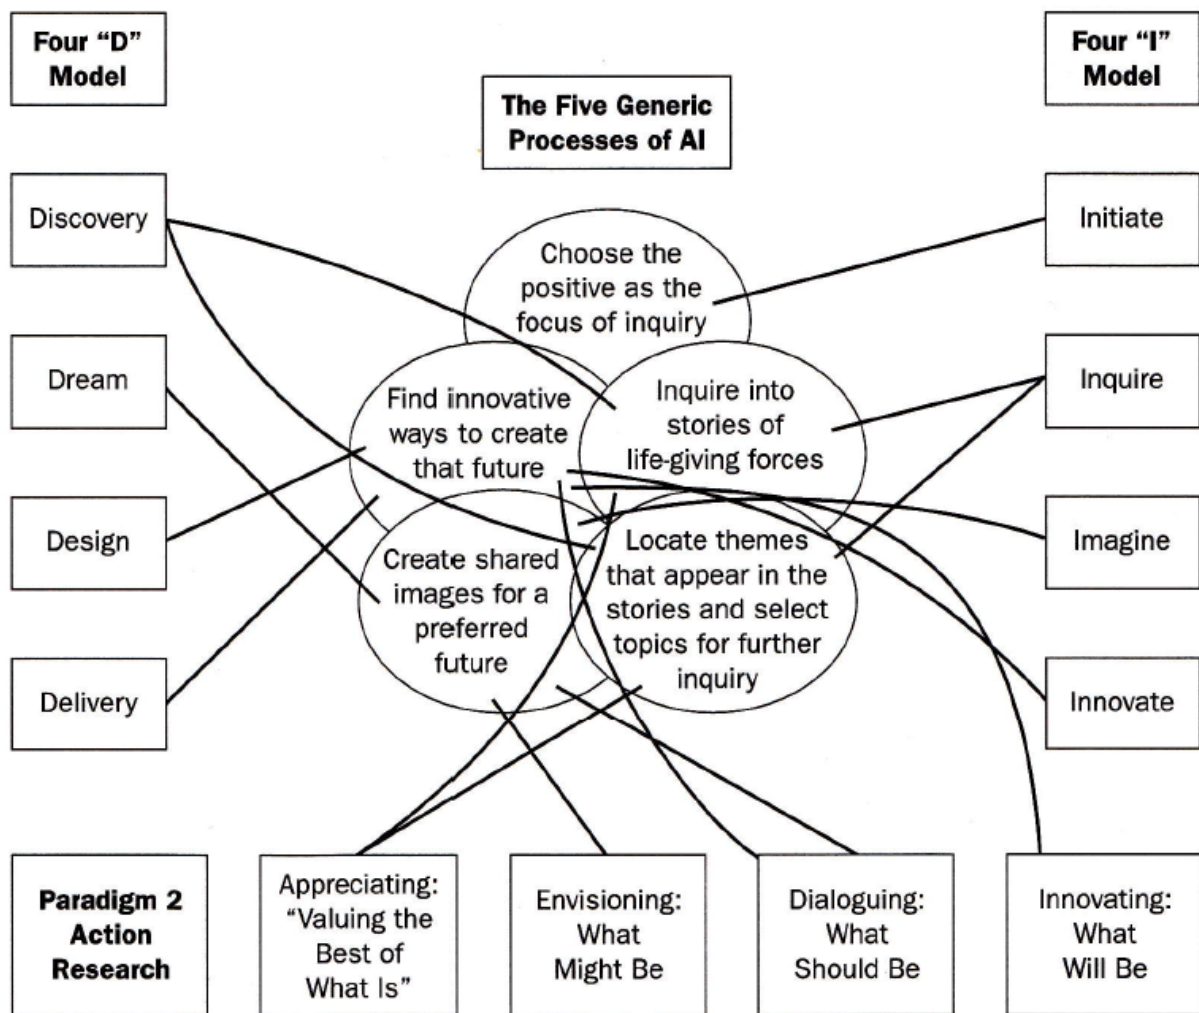 Four “D”
Model
Four “I”
Model
The Five Generic
Processes of AI
Discovery
Dream
Design
Delivery
Choose the
positive as the
focus of inquiry
Find innovative
ways to create
that future
Inquire into
stories of
life-giving forces
Create shared
images for a
preferred
future
Locate themes
that appear in the
stories and select
topics for further
inquiry
Initiate
Inquire
Imagine
Innovate
Paradigm 2
Action
Research
Appreciating:
“Valuing the
Best of
What Is”
Envisioning:
What
Might Be
Dialoguing:
What
Should Be
Innovating:
What
Will Be